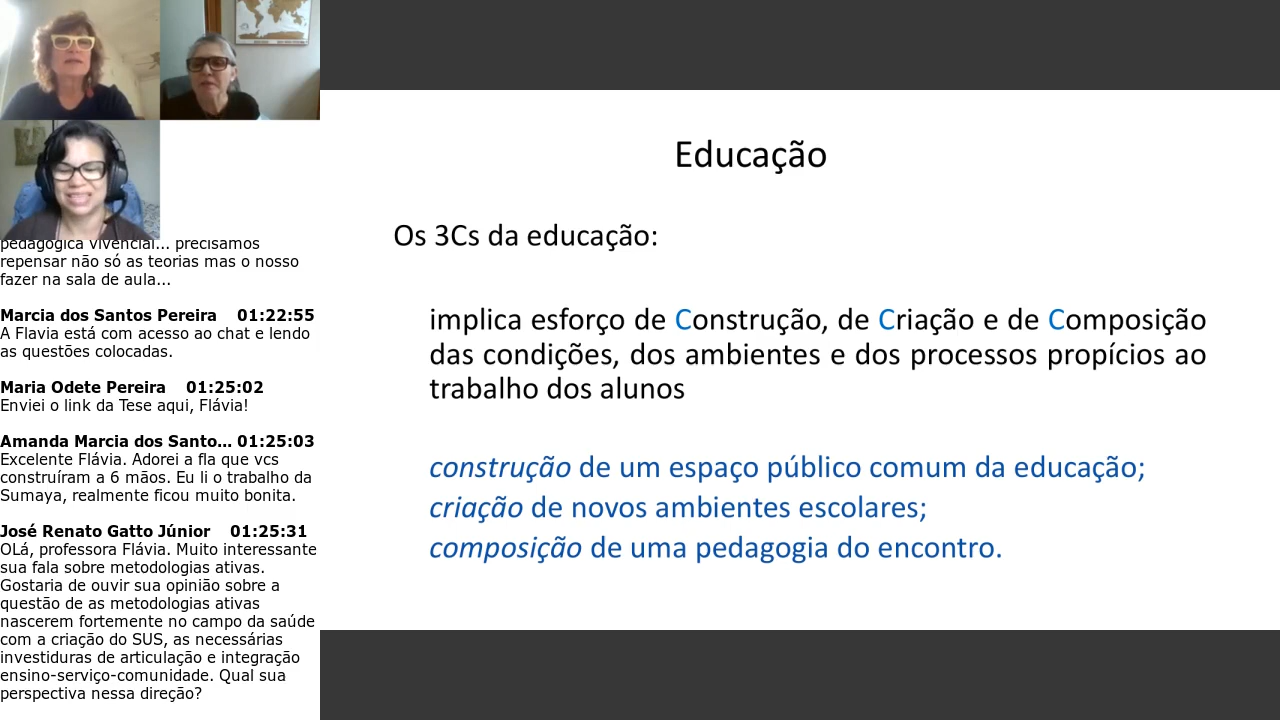 pedagógica vivencial... precisamos
repensar não só as teorias mas o nosso
fazer na sala de aula...
Marcia dos Santos Pereira 01:22:55
A Flavia está com acesso ao chat e lendo
as questões colocadas.
Maria Odete Pereira 01:25:02
Enviei o link da Tese aqui, Flávia!
Amanda Marcia dos Santo... 01:25:03
Excelente Flávia. Adorei a fla que vcs
construíram a 6 mãos. Eu li o trabalho da
Sumaya, realmente ficou muito bonita.
José Renato Gatto Júnior 01:25:31
OLá, professora Flávia. Muito interessante
sua fala sobre metodologias ativas.
Gostaria de ouvir sua opinião sobre a
questão de as metodologias ativas
nascerem fortemente no campo da saúde
com a criação do SUS, as necessárias
investiduras de articulação e integração
ensino-serviço-comunidade. Qual sua
perspectiva nessa direção?
Educação
Os 3Cs da educação:
implica esforço de Construção, de Criação e de Composição
das condições, dos ambientes e dos processos propícios ao
trabalho dos alunos
construção de um espaço público comum da educação;
criação de novos ambientes escolares;
composição de uma pedagogia do encontro.